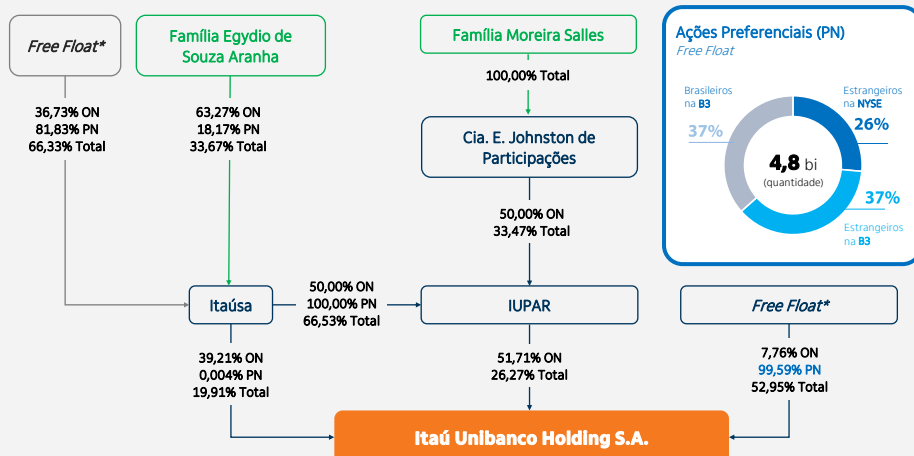 Free Float*
Família Egydio de
Souza Aranha
Família Moreira Salles
Ações Preferenciais (PN)
Free Float
36,73% ON
81,83% PN
66,33% Total
63,27% ON
18,17% PN
33,67% Total
100,00% Total
Cia. E. Johnston de
Participações
Brasileiros
na B3
37%
Estrangeiros
na NYSE
26%
4,8 bi
(quantidade)
37%
Estrangeiros
na B3
50,00% ON
33,47% Total
Itaúsa
50,00% ON
100,00% PN
66,53% Total
IUPAR
Free Float*
39,21% ON
0,004% PN
19,91% Total
51,71% ON
26,27% Total
7,76% ON
99,59% PN
52,95% Total
Itaú Unibanco Holding S.A.